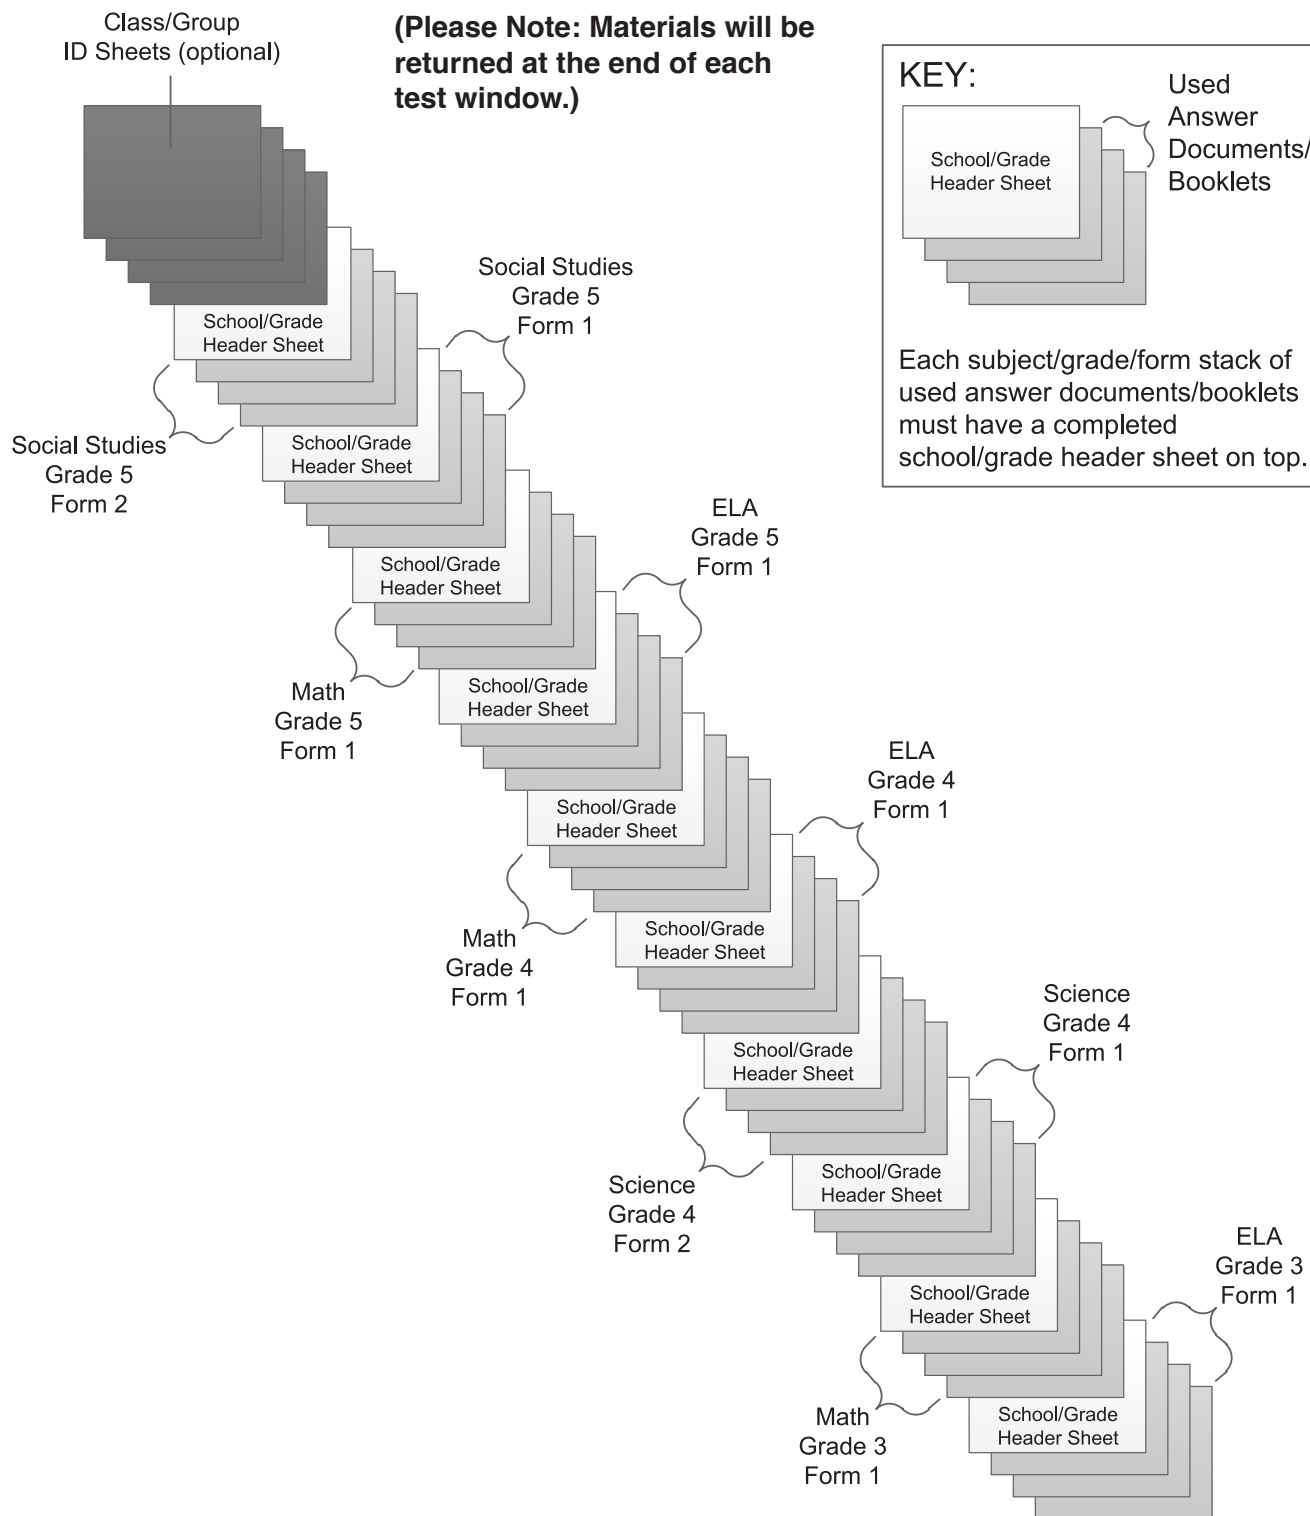 Class/Group
ID Sheets (optional)
(Please Note: Materials will be
returned at the end of each
test window.)
KEY:
School/Grade
Header Sheet
Used
Answer
Documents/
Booklets
Each subject/grade/form stack of
used answer documents/booklets
must have a completed
school/grade header sheet on top.
School/Grade
Header Sheet
Social Studies
Grade 5
Form 2
Social Studies
Grade 5
Form 1
School/Grade
Header Sheet
School/Grade
Header Sheet
Math
Grade 5
Form 1
ELA
Grade 5
Form 1
School/Grade
Header Sheet
School/Grade
Header Sheet
Math
Grade 4
Form 1
ELA
Grade 4
Form 1
School/Grade
Header Sheet
School/Grade
Header Sheet
Science
Grade 4
Form 2
Science
Grade 4
Form 1
School/Grade
Header Sheet
School/Grade
Header Sheet
Math
Grade 3
Form 1
ELA
Grade 3
Form 1
School/Grade
Header Sheet